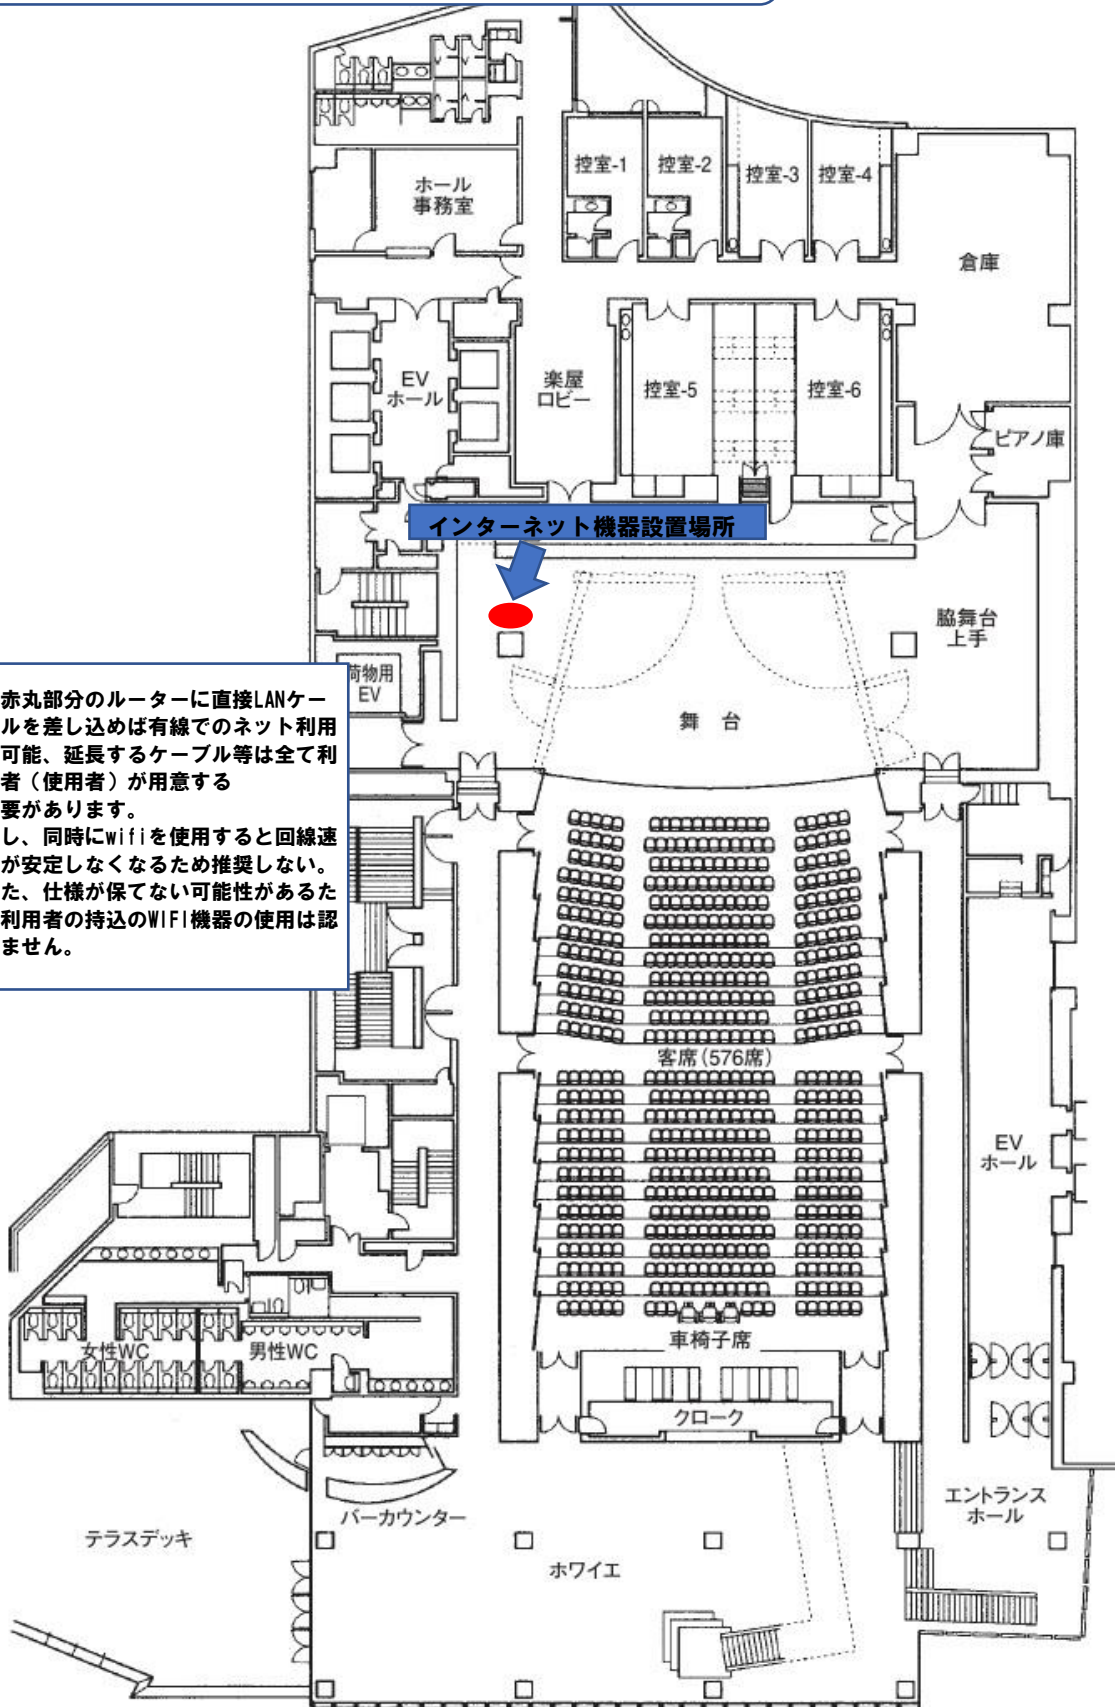 控室-1
控室-2
控室-3
控室-4
ホール
事務室
倉庫
EV
ホール
楽屋
ロビー
控室-5
控室-6
ピアノ庫
インターネット機器設置場所
脇舞台
上手
荷物用
EV
舞台
赤丸部分のルーターに直接LANケー
ルを差し込めば有線でのネット利用
可能、延長するケーブル等は全て利
者（使用者）が用意する
要があります。
し、同時にwifiを使用すると回線速
が安定しなくなるため推奨しない。
た、仕様が保てない可能性があるた
利用者の持込のWIFI機器の使用は認
ません。
客席(576席)
EV
ホール
車椅子席
女性WC
男性WC
クローク
エントランス
ホール
バーカウンター
テラスデッキ
ホワイエ